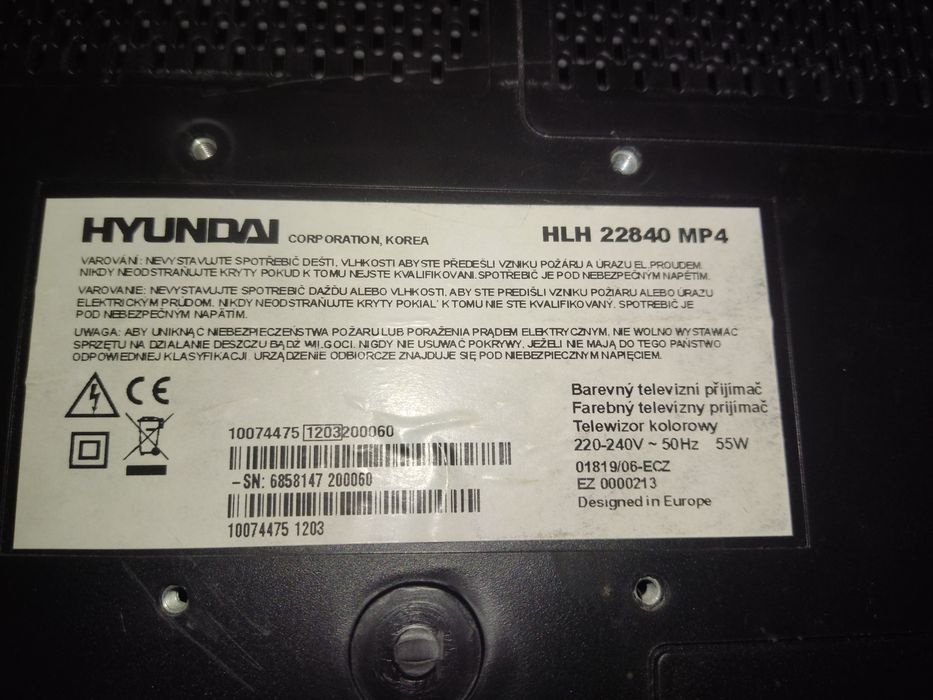 HYUNDAI CORPORATION, KOREA
HLH 22840 MP4
VAROVÁNÍ: NEVYSTAVUJTE SPOTŘEBIČ DEŠTI, VLHKOSTI ABYSTE PŘEDEŠLI VZNIKU POŽÁRU A ÚRAZU EL.PROUDEM.
NIKDY NEODSTRAŇUJTE KRYTY POKUD K TOMU NEJSTE KVALIFIKOVANI. SPOTŘEBIČ JE POD NEBEZPEČNÝM NAPĚTÍM.
VAROVANIE: NEVYSTAVUJTE SPOTREBIČ DAŽĎU ALEBO VLHKOSTI, ABY STE PREDIŠLI VZNIKU POŽIARU ALEBO ÚRAZU
ELEKTRICKÝM PRÚDOM. NIKDY NEODSTRAŇUJTE KRYTY POKIAL' K TOMU NIE STE KVALIFIKOVANÝ. SPOTREBIČ JE
POD NEBEZPEČNÝM NAPÄTÍM.
UWAGA: ABY UNIKNĄĆ NIEBEZPIECZEŃSTWA POŻARU LUB PORAŻENIA PRĄDEM ELEKTRYCZNYM, NIE WOLNO WYSTAWIAĆ
SPRZĘTU NA DZIAŁANIE DESZCZU BĄDŹ WILGOCI. NIGDY NIE USUWAĆ POKRYWY, JEŻELI NIE MAJĄ DO TEGO PAŃSTWO
ODPOWIEDNIEJ KLASYFIKACJI. URZĄDZENIE ODBIORCZE ZNAJDUJE SIĘ POD NIEBEZPIECZNYM NAPIĘCIEM.
CE
Barevný televizní přijímač
Farebný televízny prijímač
Telewizor kolorowy
220-240V ~ 50Hz 55W
01819/06-ECZ
EZ 0000213
Designed in Europe
10074475 1203 200060
-SN: 6858147 200060
10074475 1203